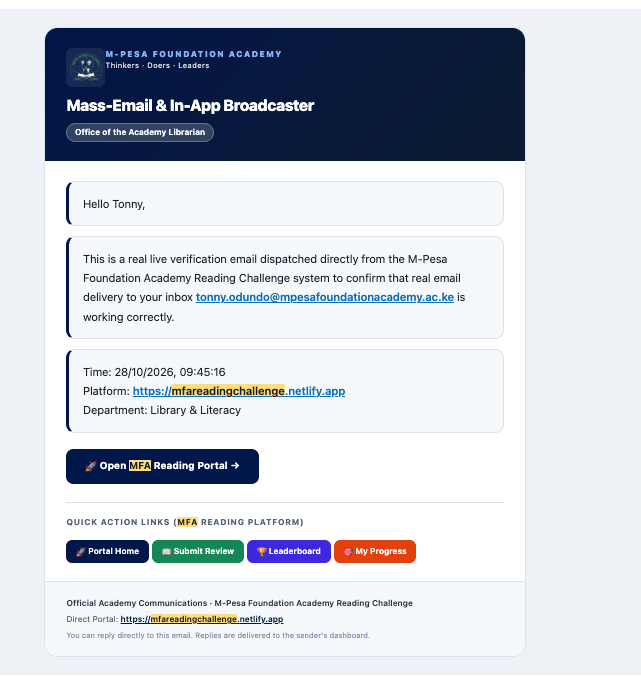 M-PESA FOUNDATION ACADEMY
Thinkers · Doers · Leaders
Mass-Email & In-App Broadcaster
Office of the Academy Librarian
Hello Tonny,
This is a real live verification email dispatched directly from the M-Pesa
Foundation Academy Reading Challenge system to confirm that real email
delivery to your inbox tonny.odundo@mpesafoundationacademy.ac.ke is
working correctly.
Time: 28/10/2026, 09:45:16
Platform: https://mfareadingchallenge.netlify.app
Department: Library & Literacy
🚀 Open MFA Reading Portal →
QUICK ACTION LINKS (MFA READING PLATFORM)
🚀 Portal Home 📖 Submit Review 🏆 Leaderboard 🎯 My Progress
Official Academy Communications · M-Pesa Foundation Academy Reading Challenge
Direct Portal: https://mfareadingchallenge.netlify.app
You can reply directly to this email. Replies are delivered to the sender's dashboard.